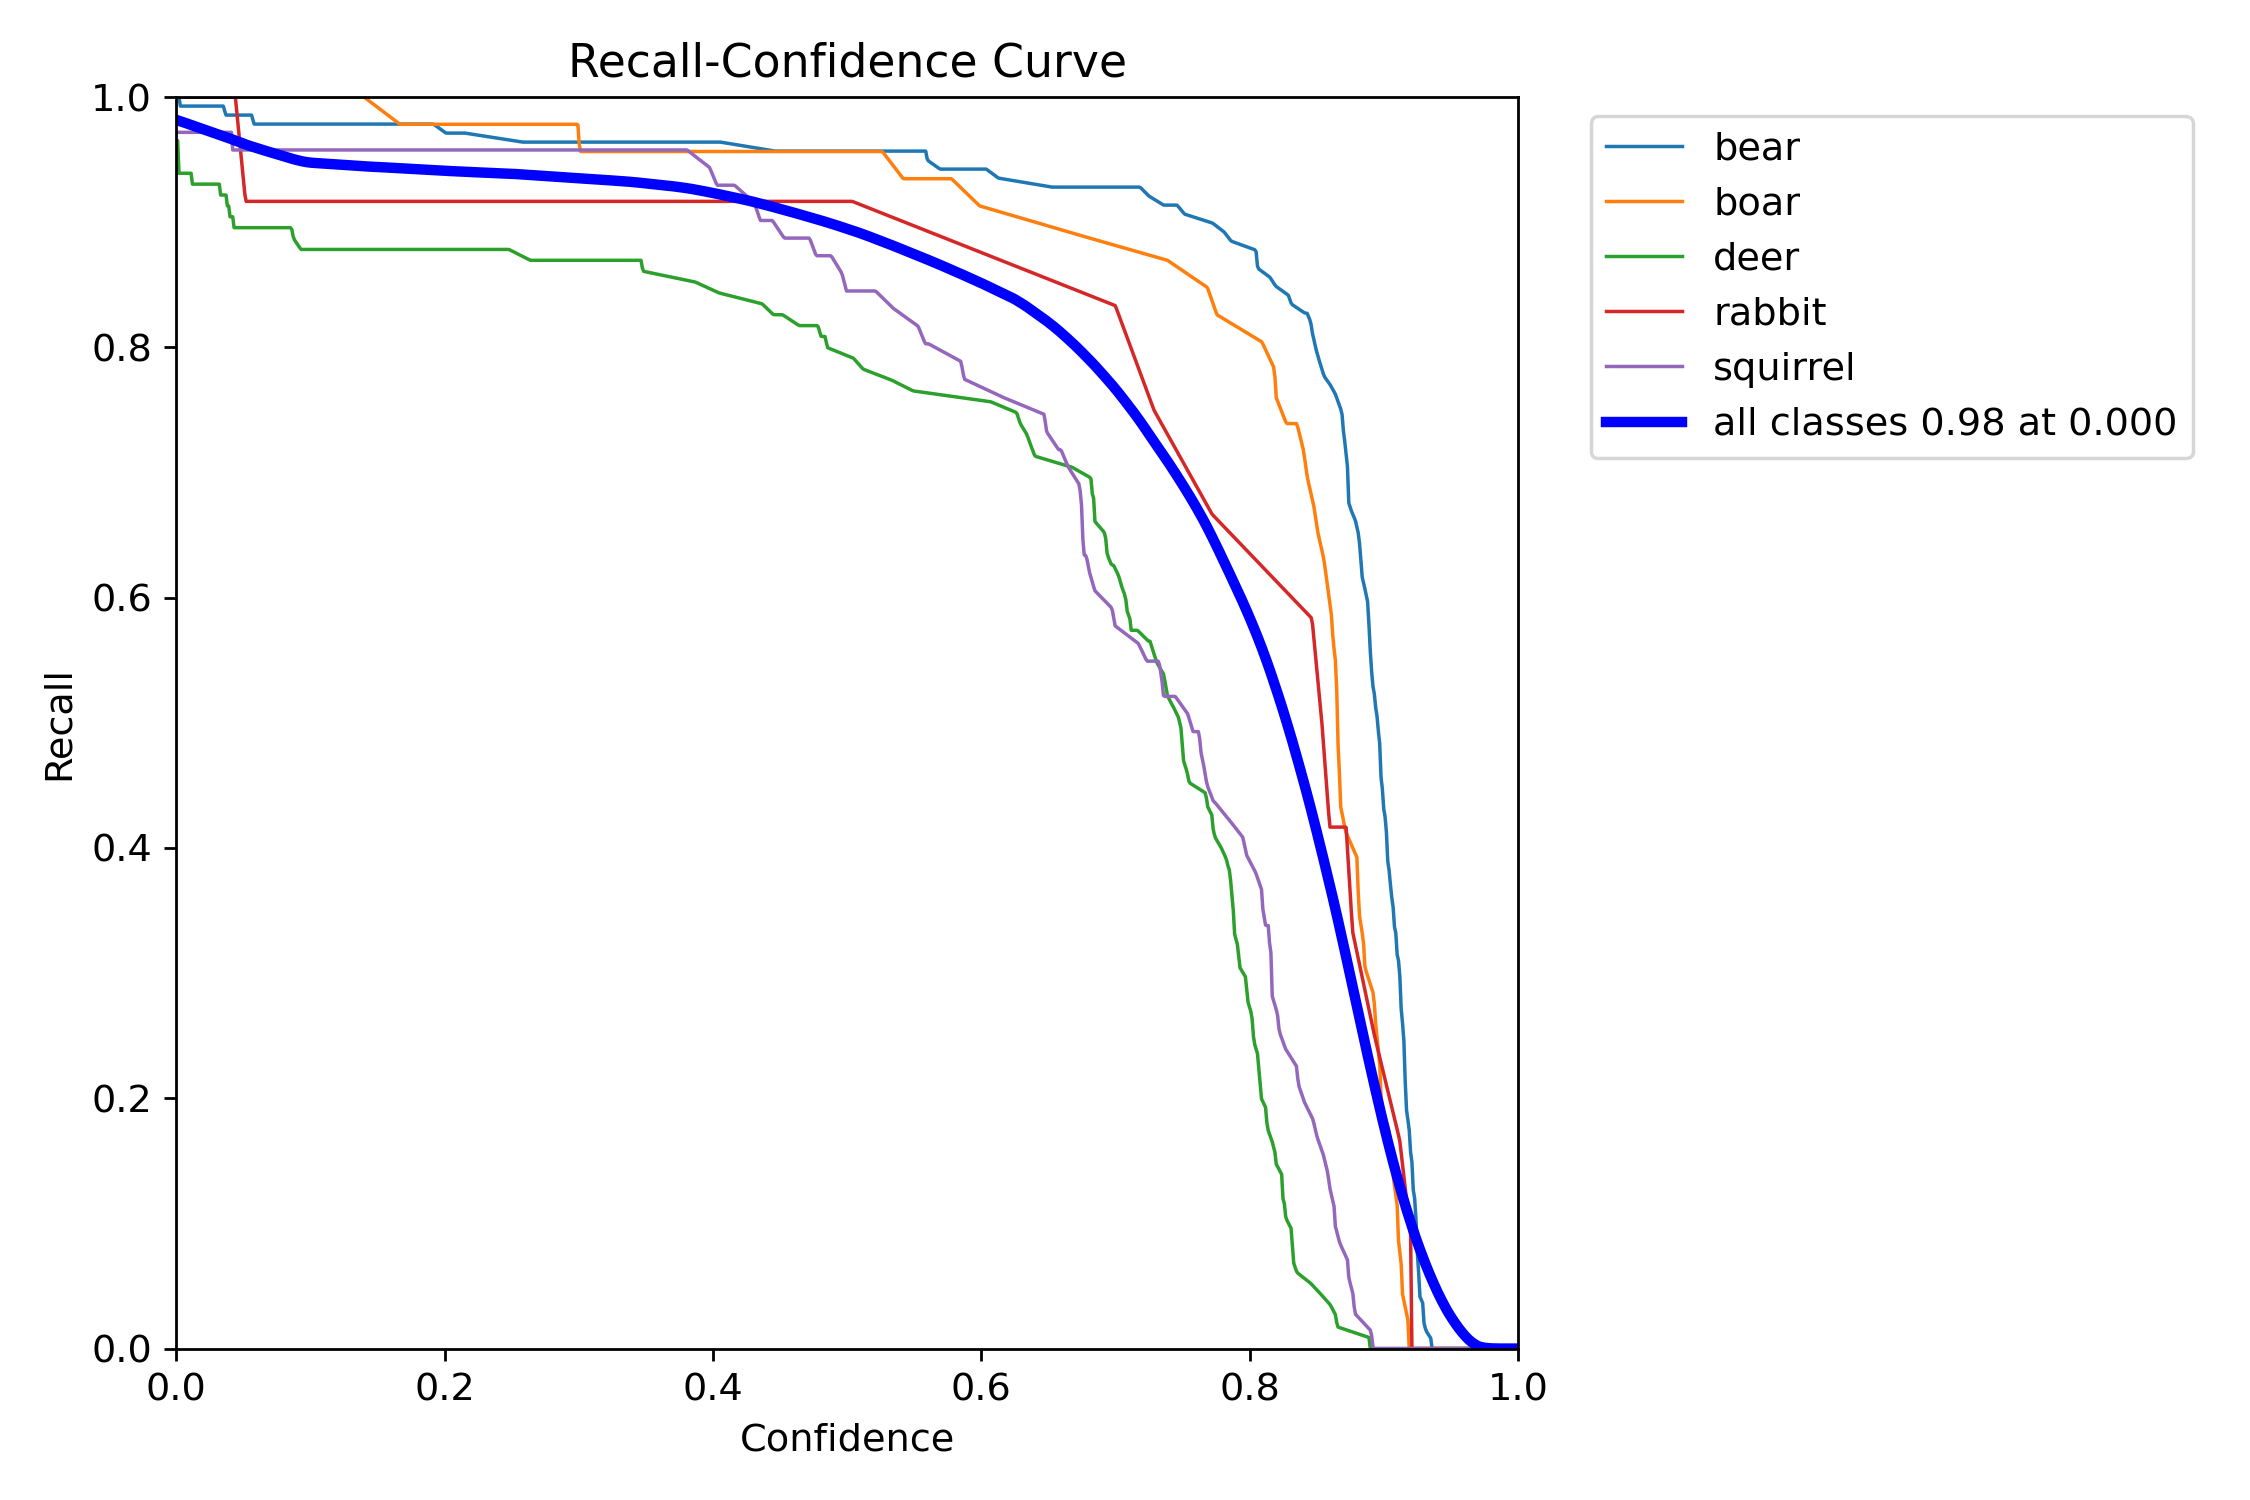 Recall-Confidence Curve
1.0
0.8
0.6
0.4
0.2
0.0
Recall
0.0 0.2 0.4 0.6 0.8 1.0
Confidence
bear
boar
deer
rabbit
squirrel
all classes 0.98 at 0.000